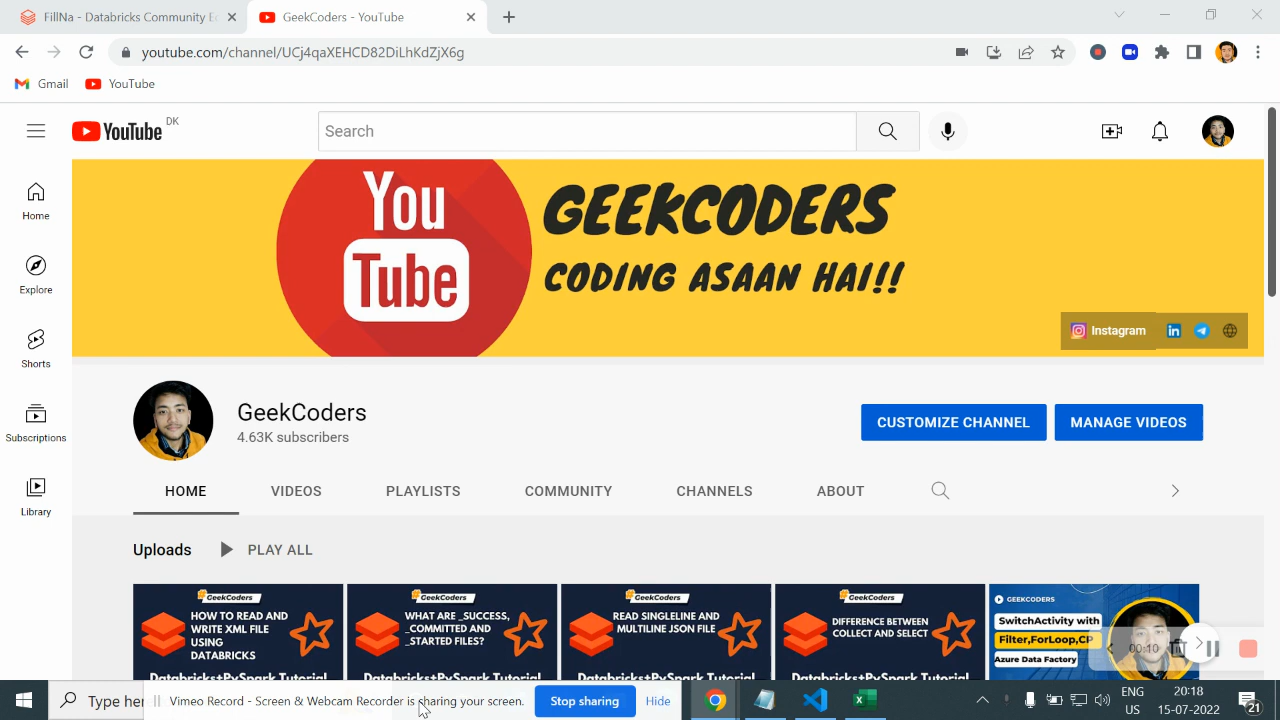 FillNa - Databricks Community Ed
GeekCoders - YouTube
youtube.com/channel/UCj4qaXEHCD82DiLhKdZjX6g
Gmail
YouTube
YouTube DK
Search
You
Tube
GEEKCODERS
CODING ASAAN HAI!!
Instagram
Home
Explore
Shorts
Subscriptions
Library
GeekCoders
4.63K subscribers
CUSTOMIZE CHANNEL
MANAGE VIDEOS
HOME
VIDEOS
PLAYLISTS
COMMUNITY
CHANNELS
ABOUT
Uploads
PLAY ALL
GeekCoders
HOW TO READ AND
WRITE XML FILE
USING
DATABRICKS
Databricks+PySpark Tutorial
GeekCoders
WHAT ARE _SUCCESS,
_COMMITTED AND
_STARTED FILES?
Databricks+PySpark Tutorial
GeekCoders
READ SINGLELINE AND
MULTILINE JSON FILE
Databricks+PySpark Tutorial
GeekCoders
DIFFERENCE BETWEEN
COLLECT AND SELECT
Databricks+PySpark Tutorial
GEEKCODERS
SwitchActivity with
Filter,ForLoop,CP
Azure Data Factory
00:10
Type her
Vimeo Record - Screen & Webcam Recorder is sharing your screen.
Stop sharing
Hide
ENG
IN
20:18
15-07-2022
21